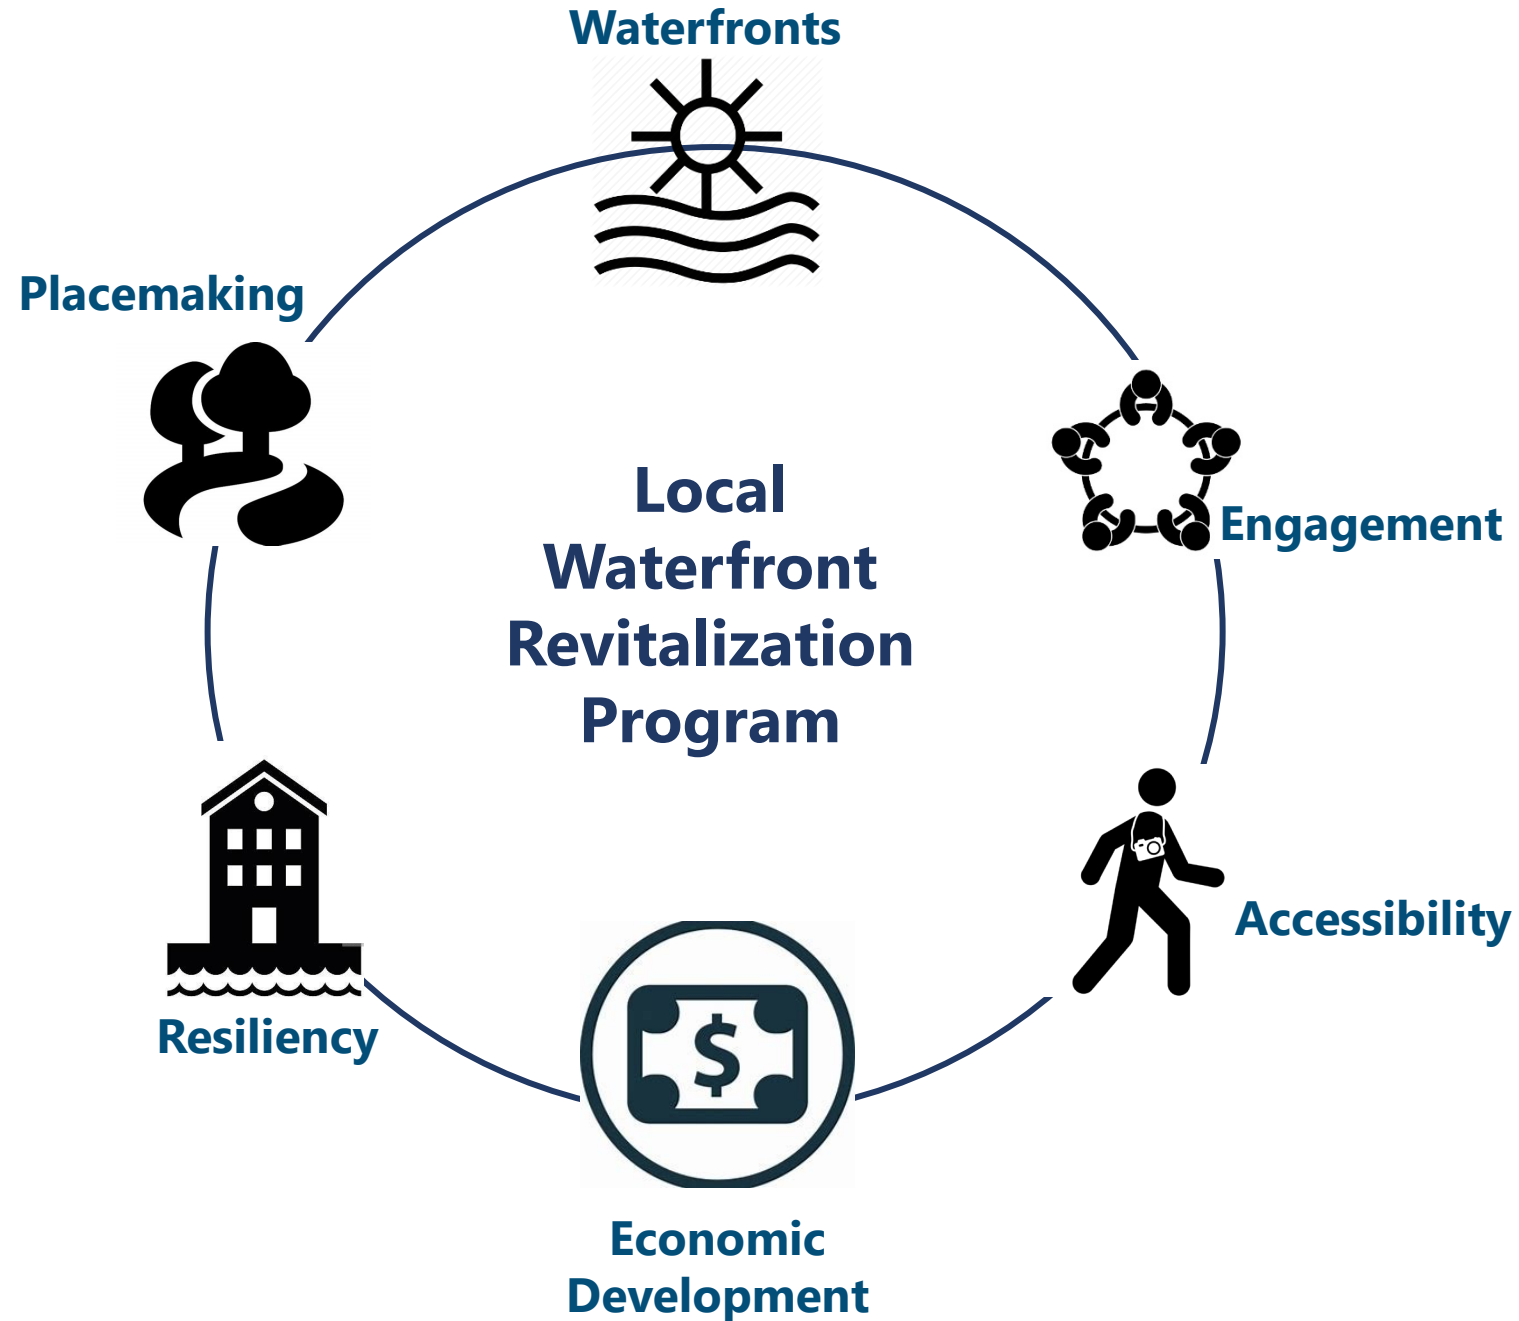 Waterfronts
Placemaking
Local
Waterfront
Revitalization
Program
Engagement
Accessibility
Resiliency
$
Economic
Development